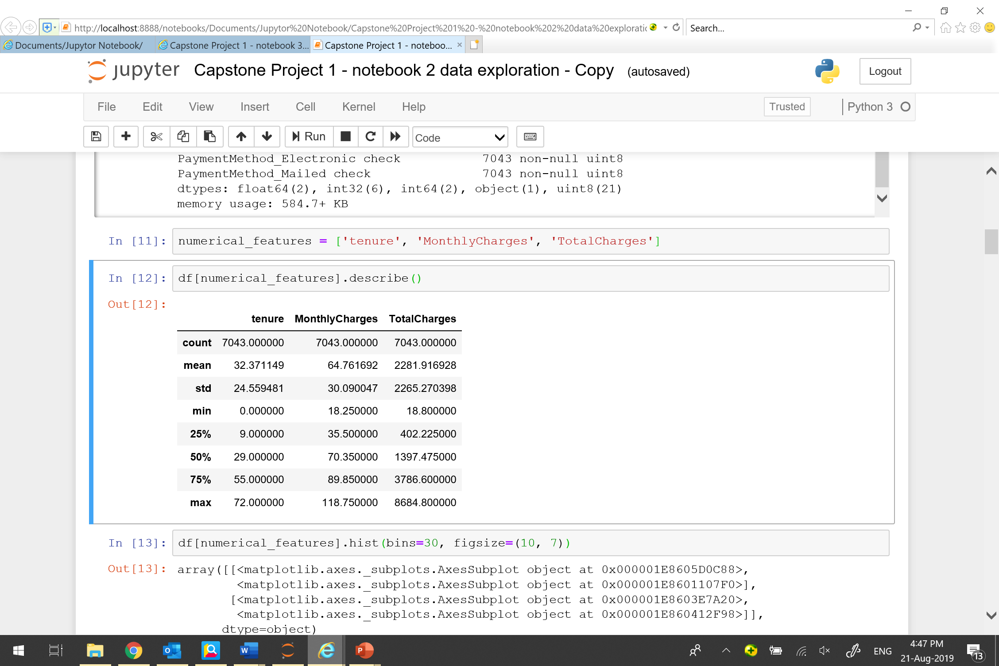 http://localhost:8888/notebooks/Documents/Jupytor%20Notebook/Capstone%20Project%201%20-%20notebook%202%20data%20exploratic
Search...
Documents/Jupytor Notebook/
Capstone Project 1 - notebook 3...
Capstone Project 1 - noteboo...
jupyter Capstone Project 1 - notebook 2 data exploration - Copy (autosaved)
Logout
File Edit View Insert Cell Kernel Help
Trusted
Python 3
Run
Code
PaymentMethod_Electronic check 7043 non-null uint8
PaymentMethod_Mailed check 7043 non-null uint8
dtypes: float64(2), int32(6), int64(2), object(1), uint8(21)
memory usage: 584.7+ KB
In [11]: numerical_features = ['tenure', 'MonthlyCharges', 'TotalCharges']
In [12]: df[numerical_features].describe()
Out[12]:
tenure MonthlyCharges TotalCharges
count 7043.000000 7043.000000 7043.000000
mean 32.371149 64.761692 2281.916928
std 24.559481 30.090047 2265.270398
min 0.000000 18.250000 18.800000
25% 9.000000 35.500000 402.225000
50% 29.000000 70.350000 1397.475000
75% 55.000000 89.850000 3786.600000
max 72.000000 118.750000 8684.800000
In [13]: df[numerical_features].hist(bins=30, figsize=(10, 7))
Out[13]: array([[<matplotlib.axes._subplots.AxesSubplot object at 0x000001E8605D0C88>,
<matplotlib.axes._subplots.AxesSubplot object at 0x000001E8601107F0>],
[<matplotlib.axes._subplots.AxesSubplot object at 0x000001E8603E7A20>,
<matplotlib.axes._subplots.AxesSubplot object at 0x000001E860412F98>]],
dtype=object)
ENG
4:47 PM
21-Aug-2019
13